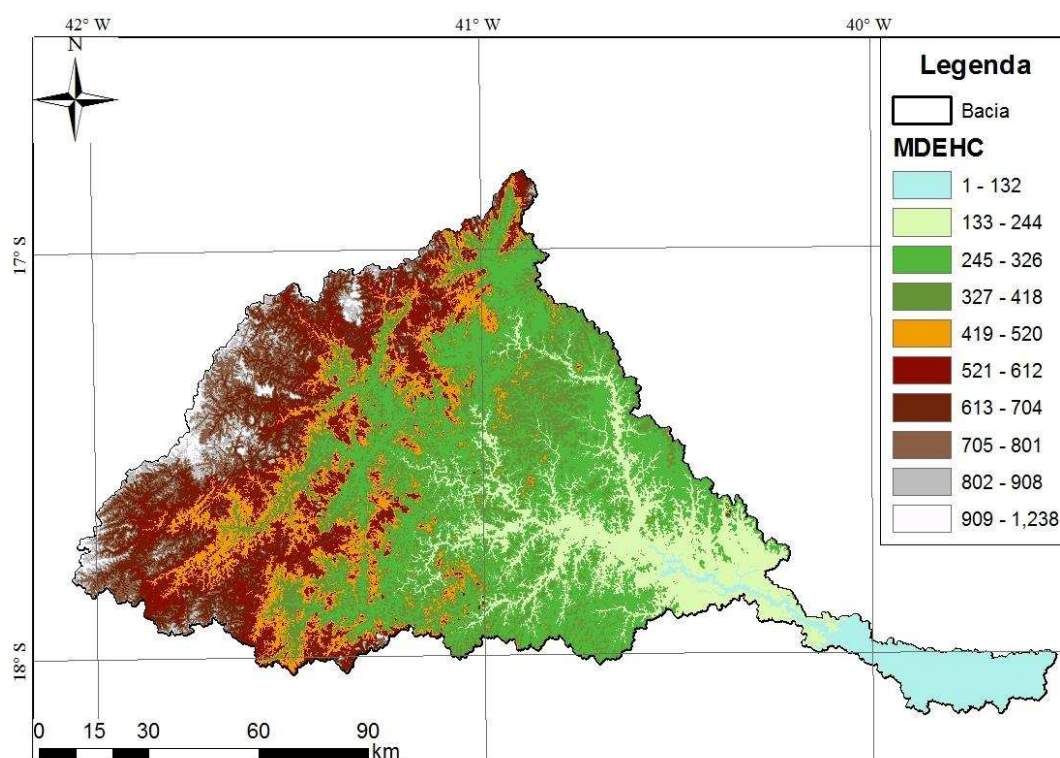 42° W
41° W
40° W
N
17° S
18° S
0 15 30 60 90
km
Legenda
Bacia
MDEHC
1 - 132
133 - 244
245 - 326
327 - 418
419 - 520
521 - 612
613 - 704
705 - 801
802 - 908
909 - 1,238